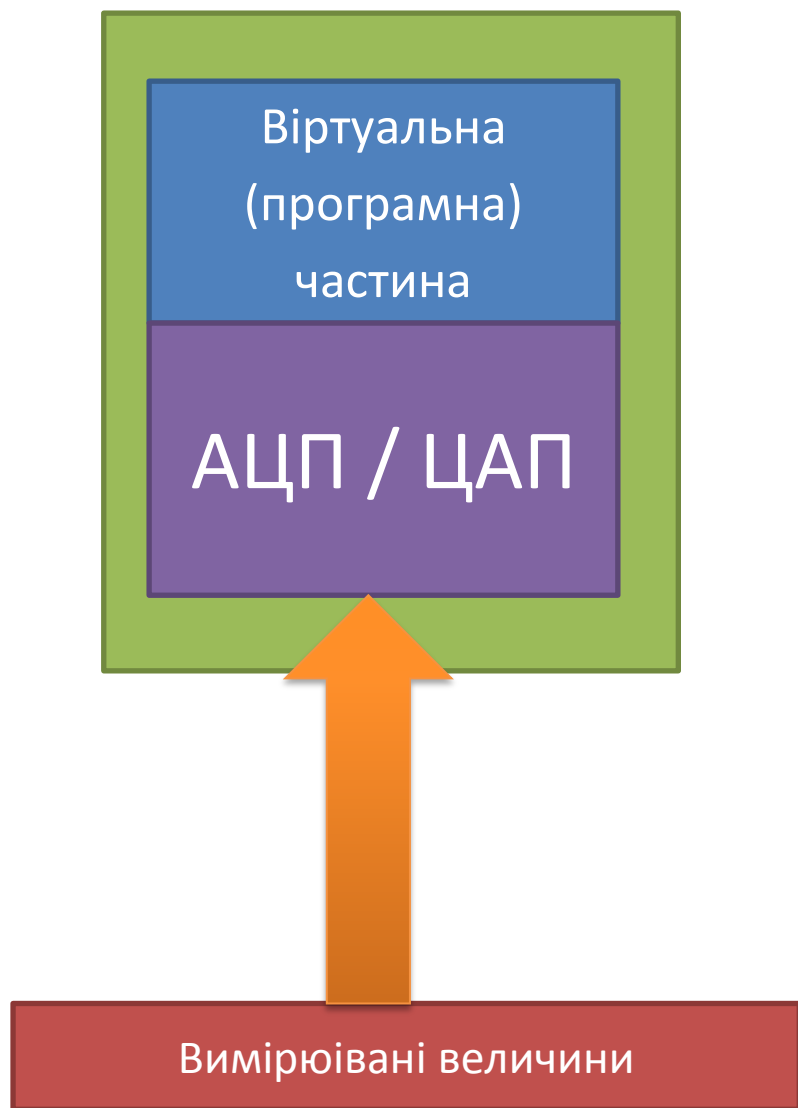 Віртуальна
(програмна)
частина
АЦП / ЦАП
Вимірюівані величини